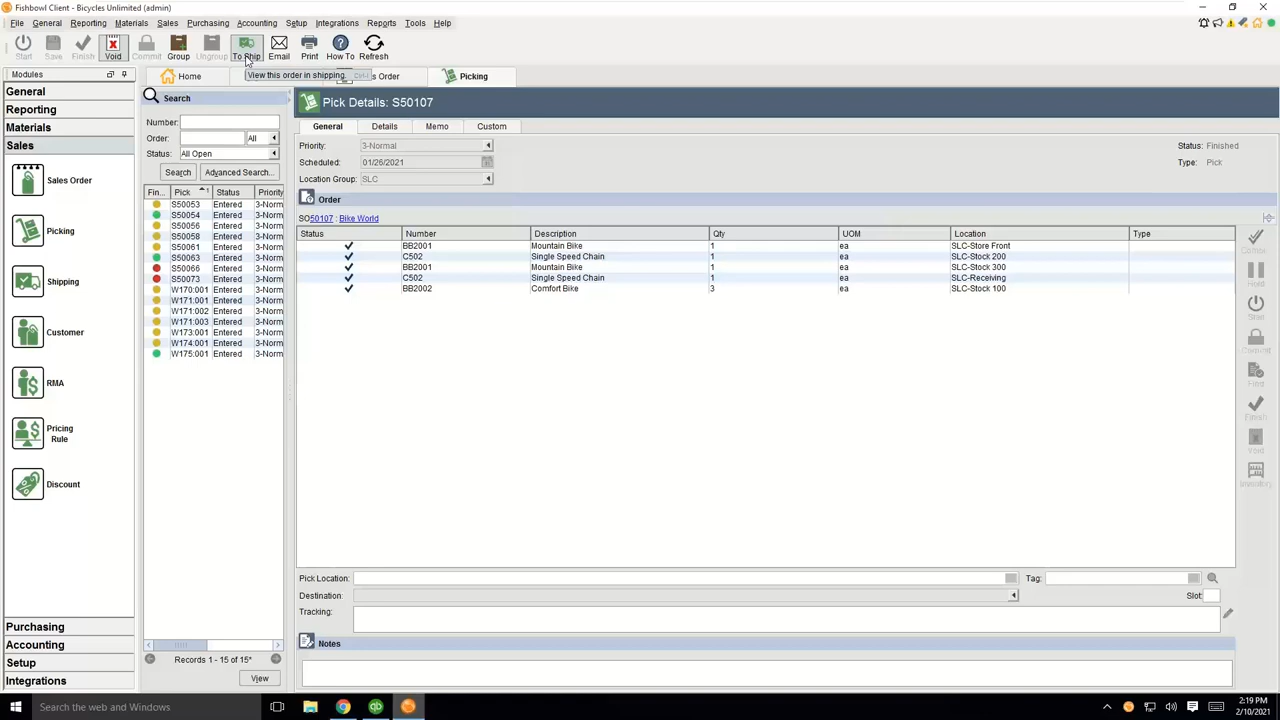 Fishbowl Client - Bicycles Unlimited (admin)
File General Reporting Materials Sales Purchasing Accounting Setup Integrations Reports Tools Help
Start Save Finish Void Commit Group Ungroup To Ship Email Print How To Refresh
Modules
Home
View this order in shipping.
s Order
Picking
General
Reporting
Materials
Sales
Sales Order
Picking
Shipping
Customer
RMA
Pricing
Rule
Discount
Purchasing
Accounting
Setup
Integrations
Search
Number:
Order: All
Status: All Open
Search Advanced Search...
Fin... Pick 1 Status Priority
S50053 Entered 3-Norm
S50054 Entered 3-Norm
S50056 Entered 3-Norm
S50058 Entered 3-Norm
S50061 Entered 3-Norm
S50063 Entered 3-Norm
S50066 Entered 3-Norm
S50073 Entered 3-Norm
W170:001 Entered 3-Norm
W171:001 Entered 3-Norm
W171:002 Entered 3-Norm
W171:003 Entered 3-Norm
W173:001 Entered 3-Norm
W174:001 Entered 3-Norm
W175:001 Entered 3-Norm
Records 1 - 15 of 15*
View
Pick Details: S50107
General Details Memo Custom
Priority: 3-Normal Status: Finished
Scheduled: 01/26/2021 Type: Pick
Location Group: SLC
Order
SO50107 : Bike World
Status Number Description Qty UOM Location Type
BB2001 Mountain Bike 1 ea SLC-Store Front
C502 Single Speed Chain 1 ea SLC-Stock 200
BB2001 Mountain Bike 1 ea SLC-Stock 300
C502 Single Speed Chain 1 ea SLC-Receiving
BB2002 Comfort Bike 3 ea SLC-Stock 100
Hold
Start
Commit
Finish
Void
Inventory
Pick Location: Tag:
Destination: Slot:
Tracking:
Notes
Search the web and Windows
2:19 PM
2/10/2021